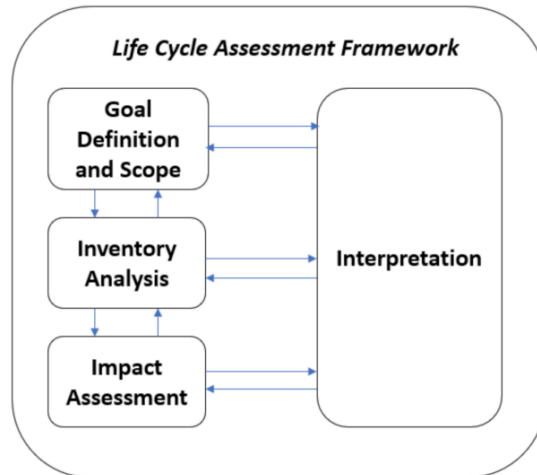 Life Cycle Assessment Framework
Goal
Definition
and Scope
Inventory
Analysis
Impact
Assessment
Interpretation